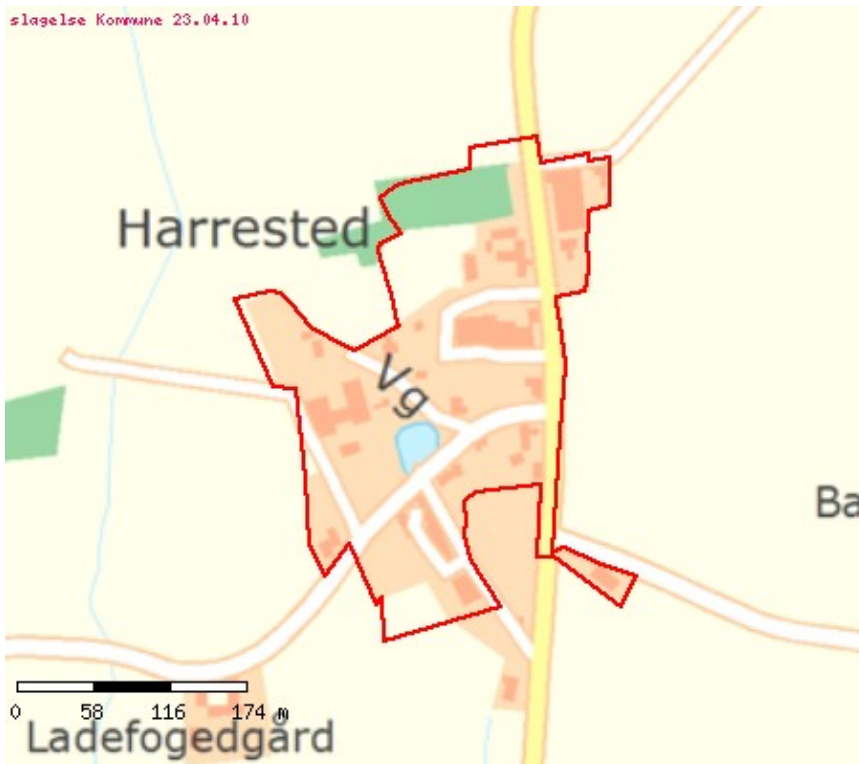 slagelse Kommune 23.04.10
Harrested
Vg
Ba
0 58 116 174 m
Ladefogedgård